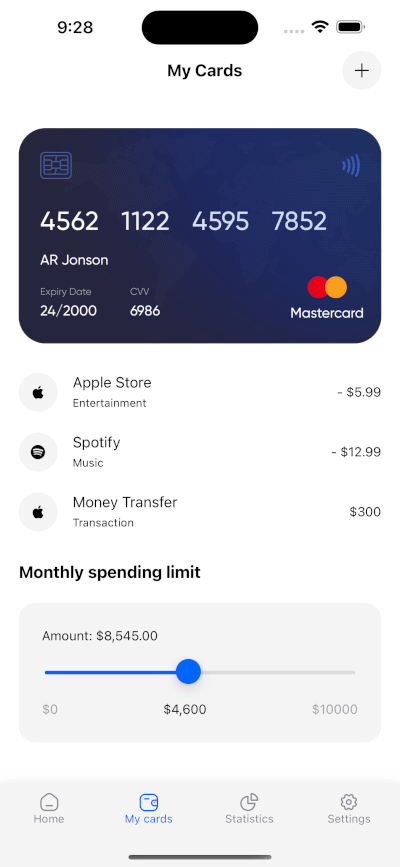 9:28
My Cards
4562 1122 4595 7852
AR Jonson
Expiry Date CVV
24/2000 6986
Mastercard
Apple Store
- $5.99
Entertainment
Spotify
- $12.99
Music
Money Transfer
$300
Transaction
Monthly spending limit
Amount: $8,545.00
$0 $4,600 $10000
Home My cards Statistics Settings